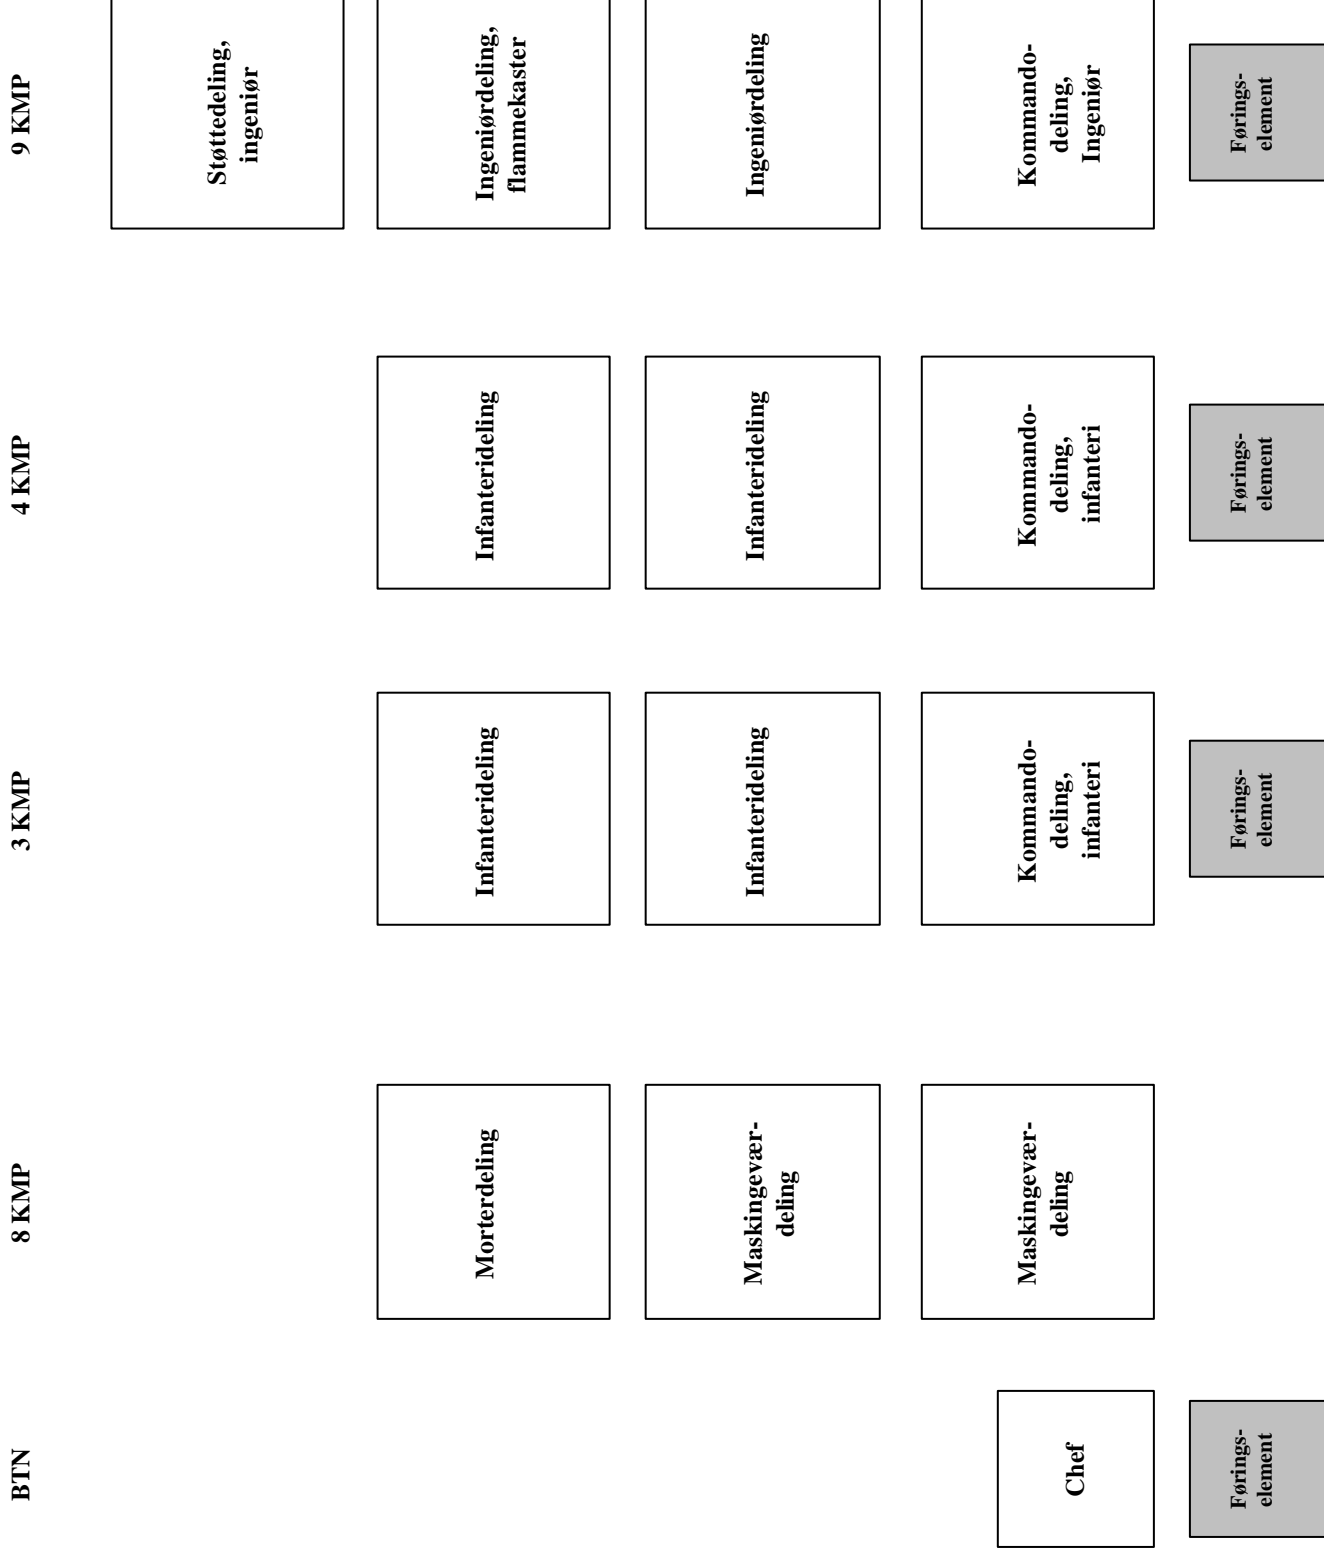 BTN
8 KMP
3 KMP
4 KMP
9 KMP
Støttedeling,
ingeniør
Morterdeling
Infanterideling
Infanterideling
Ingeniørdeling,
flammekaster
Maskingevær-
deling
Infanterideling
Infanterideling
Ingeniørdeling
Chef
Maskingevær-
deling
Kommando-
deling,
infanteri
Kommando-
deling,
infanteri
Kommando-
deling,
Ingeniør
Førings-
element
Førings-
element
Førings-
element
Førings-
element